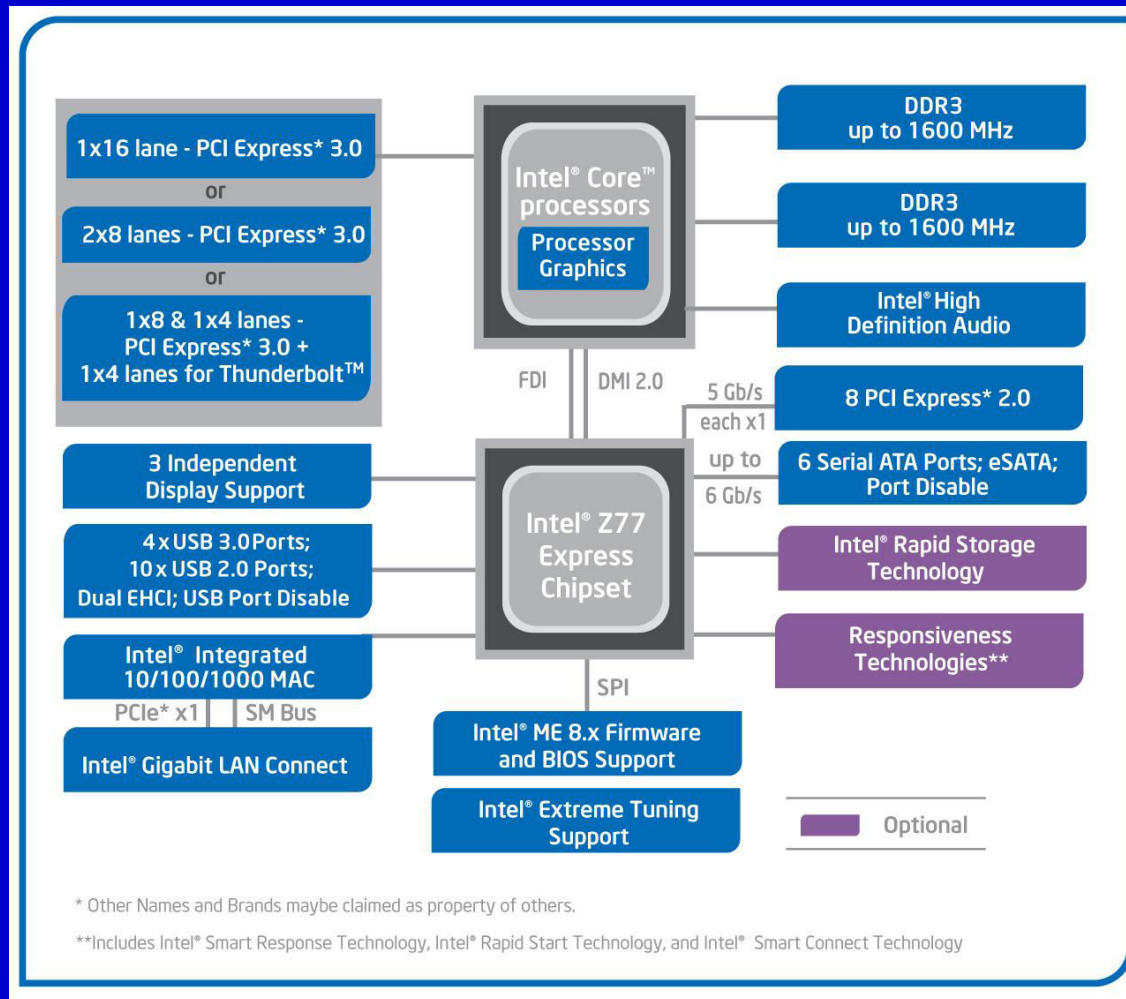 1x16 lane - PCI Express* 3.0
or
2x8 lanes - PCI Express* 3.0
or
1x8 & 1x4 lanes -
PCI Express* 3.0 +
1x4 lanes for Thunderbolt™
Intel® Core™
processors
Processor
Graphics
DDR3
up to 1600 MHz
DDR3
up to 1600 MHz
Intel® High
Definition Audio
FDI
DMI 2.0
5 Gb/s
each x1
8 PCI Express* 2.0
up to
6 Gb/s
6 Serial ATA Ports; eSATA;
Port Disable
3 Independent
Display Support
4 x USB 3.0 Ports;
10 x USB 2.0 Ports;
Dual EHCI; USB Port Disable
Intel® Integrated
10/100/1000 MAC
PCIe* x1
SM Bus
Intel® Gigabit LAN Connect
Intel® Z77
Express
Chipset
Intel® Rapid Storage
Technology
Responsiveness
Technologies**
SPI
Intel® ME 8.x Firmware
and BIOS Support
Intel® Extreme Tuning
Support
Optional
* Other Names and Brands maybe claimed as property of others.
**Includes Intel® Smart Response Technology, Intel® Rapid Start Technology, and Intel® Smart Connect Technology